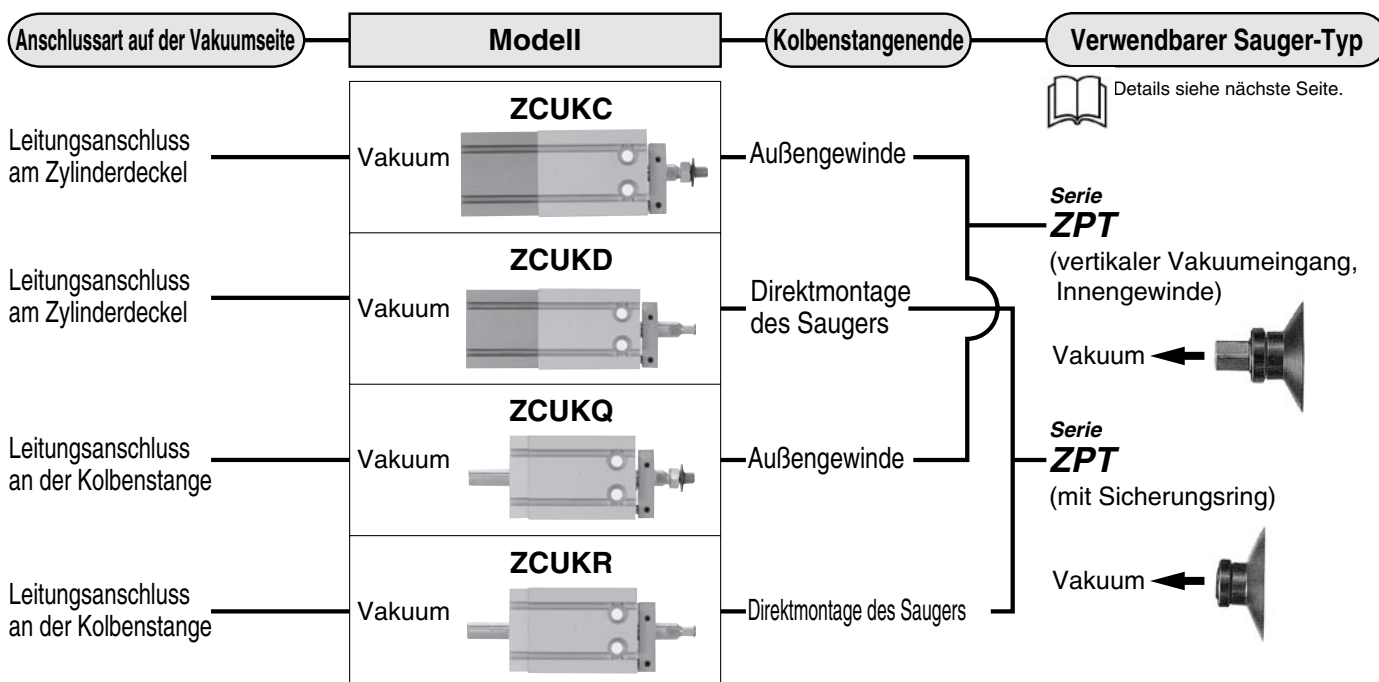 Anschlussart auf der Vakuumseite
Modell
Kolbenstangenende
Verwendbarer Sauger-Typ
Details siehe nächste Seite.
Leitungsanschluss
am Zylinderdeckel
Vakuum
ZCUKC
Außengewinde
Leitungsanschluss
am Zylinderdeckel
Vakuum
ZCUKD
Direktmontage
des Saugers
Leitungsanschluss
an der Kolbenstange
Vakuum
ZCUKQ
Außengewinde
Leitungsanschluss
an der Kolbenstange
Vakuum
ZCUKR
Direktmontage des Saugers
Serie
ZPT
(vertikaler Vakuumeingang,
Innengewinde)
Vakuum
Serie
ZPT
(mit Sicherungsring)
Vakuum